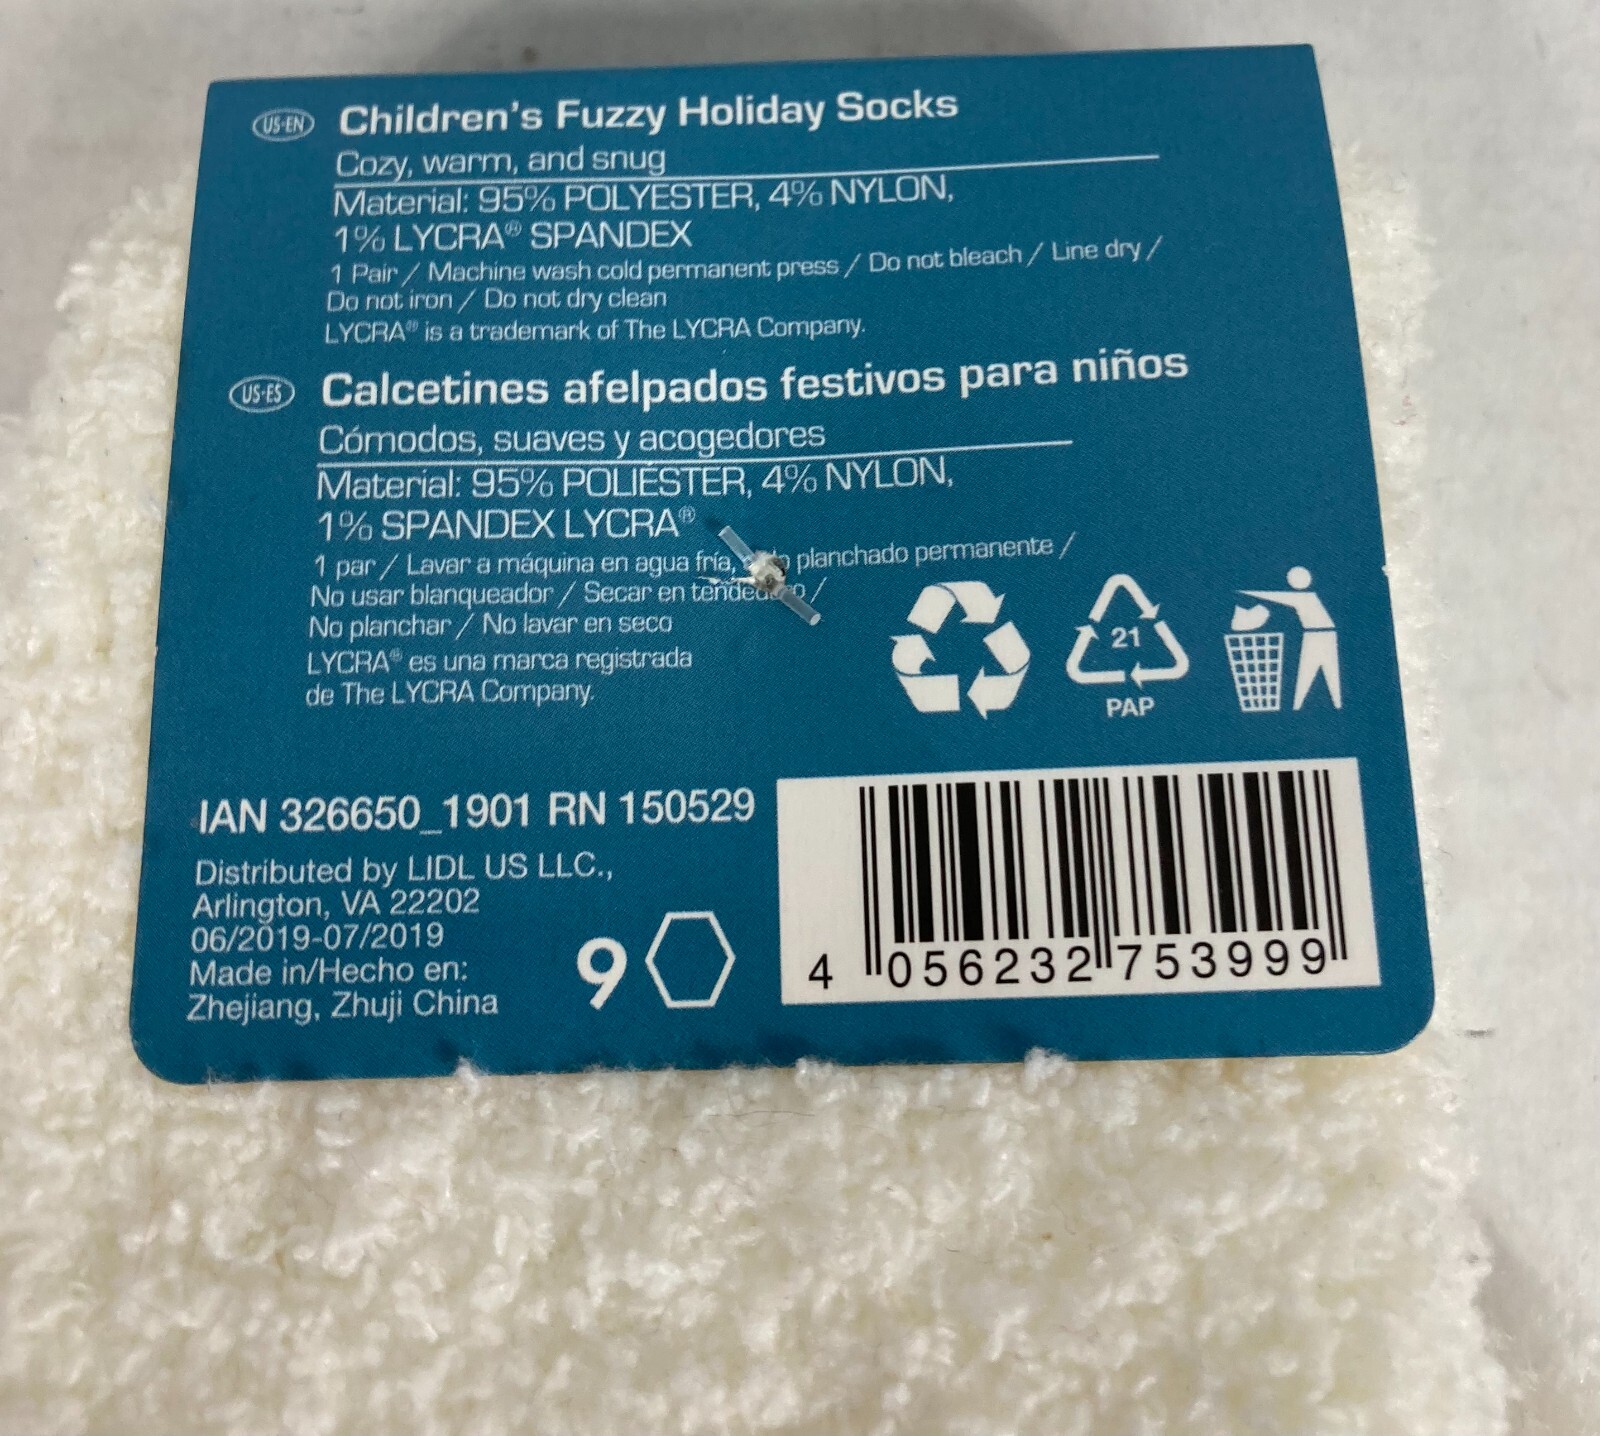 US-EN Children's Fuzzy Holiday Socks
Cozy, warm, and snug
Material: 95% POLYESTER, 4% NYLON,
1% LYCRA® SPANDEX
1 Pair / Machine wash cold permanent press / Do not bleach / Line dry /
Do not iron / Do not dry clean
LYCRA® is a trademark of The LYCRA Company.
US-ES Calcetines afelpados festivos para niños
Cómodos, suaves y acogedores
Material: 95% POLIÉSTER, 4% NYLON,
1% SPANDEX LYCRA®
1 par / Lavar a máquina en agua fría, planchado permanente /
No usar blanqueador / Secar en /
No planchar / No lavar en seco
LYCRA® es una marca registrada
de The LYCRA Company.
21
PAP
IAN 326650_1901 RN 150529
Distributed by LIDL US LLC.,
Arlington, VA 22202
06/2019-07/2019
Made in/Hecho en:
Zhejiang, Zhuji China
9
4 056232 753999